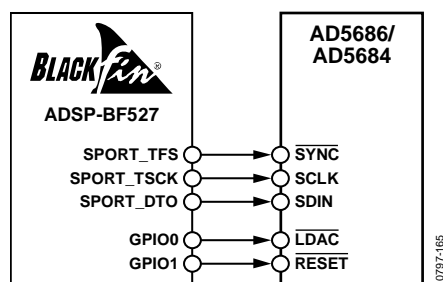 BLACKfin®
ADSP-BF527
AD5686/
AD5684
SPORT_TFS
SYNC
SPORT_TSCK
SCLK
SPORT_DTO
SDIN
GPIO0
LDAC
GPIO1
RESET
0797-165